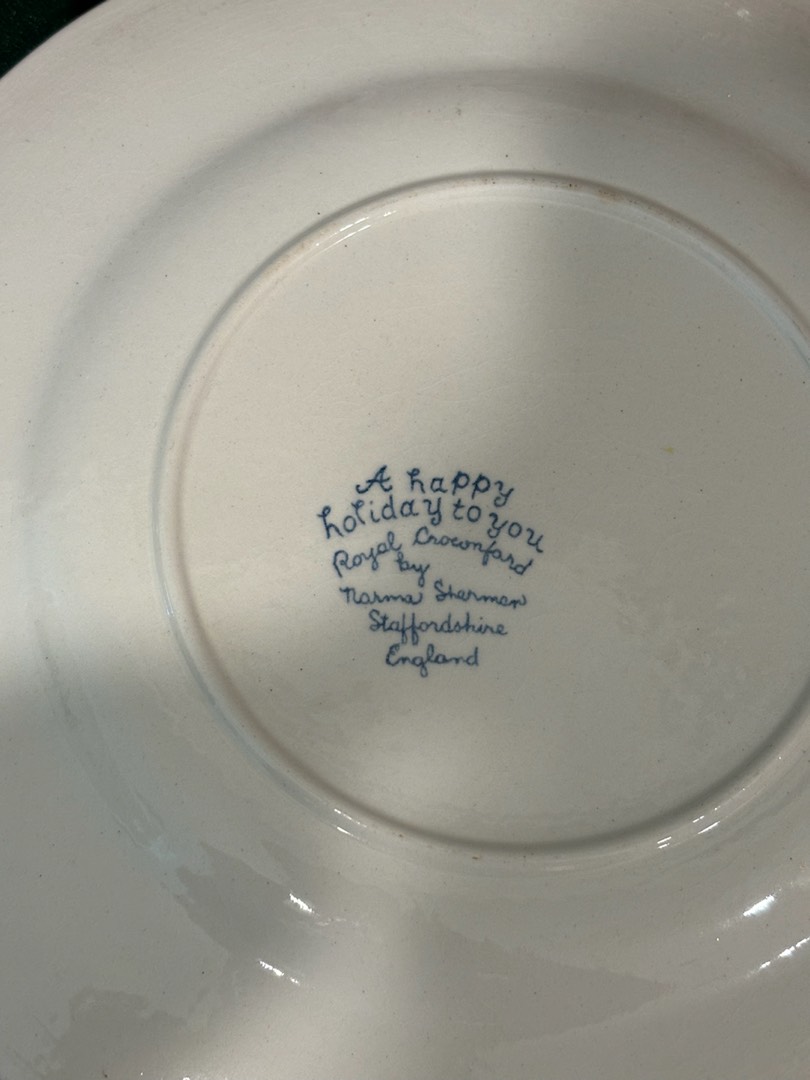 A happy
holiday to you
Royal Crownford
by
Norma Sherman
Staffordshire
England